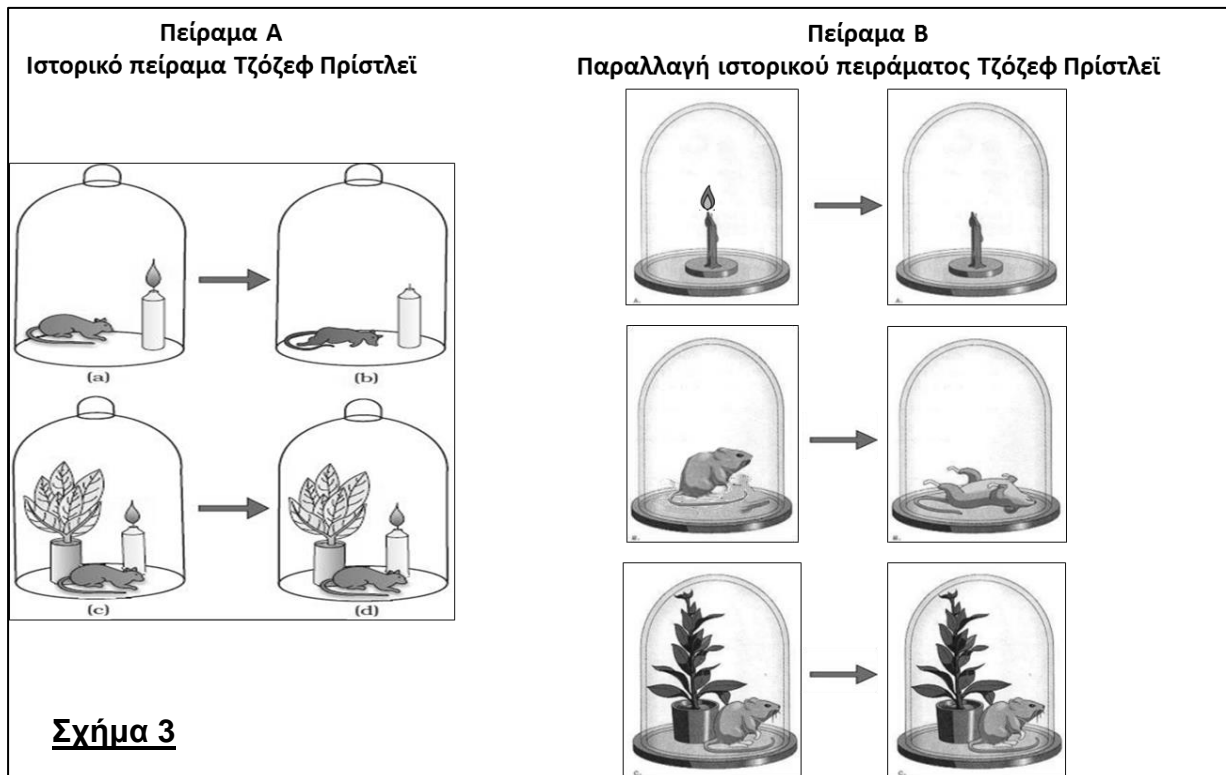 Πείραμα Α
Ιστορικό πείραμα Τζόζεφ Πρίστλεϊ
(a)
(b)
(c)
(d)
Σχήμα 3
Πείραμα Β
Παραλλαγή ιστορικού πειράματος Τζόζεφ Πρίστλεϊ